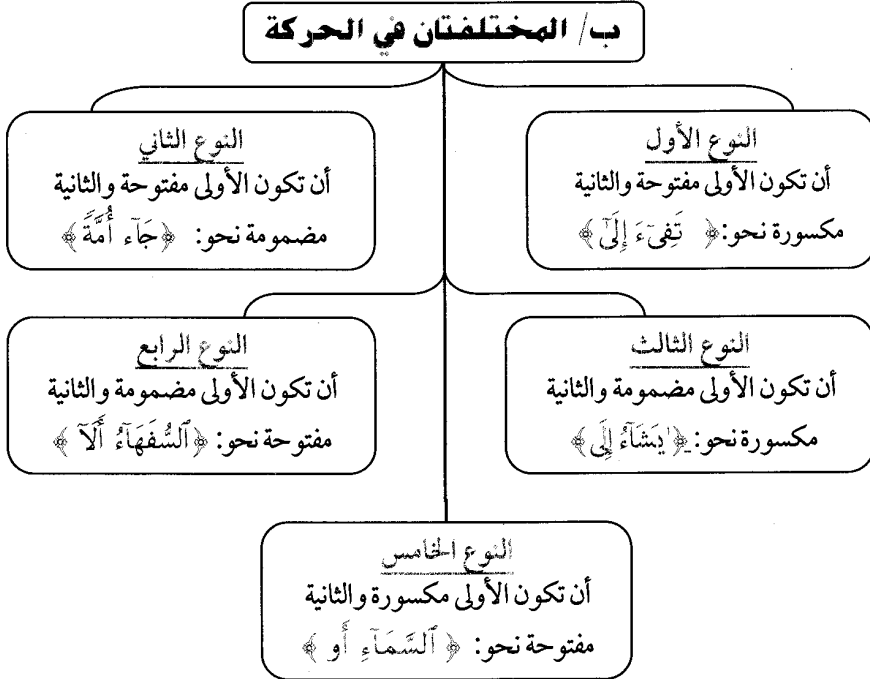 ب/ المختلفتان في الحركة
النوع الأول
أن تكون الأولى مفتوحة والثانية
مكسورة نحو: ﴿ تَفِيٓءَ إِلَىٰٓ ﴾
النوع الثاني
أن تكون الأولى مفتوحة والثانية
مضمومة نحو: ﴿جَآءَ أُمَّةً﴾
النوع الثالث
أن تكون الأولى مضمومة والثانية
مكسورة نحو: ﴿يَشَآءُ إِلَى﴾
النوع الرابع
أن تكون الأولى مضمومة والثانية
مفتوحة نحو: ﴿ٱلسُّفَهَآءُ أَلَآ ﴾
النوع الخامس
أن تكون الأولى مكسورة والثانية
مفتوحة نحو: ﴿ ٱلسَّمَآءِ أَو ﴾